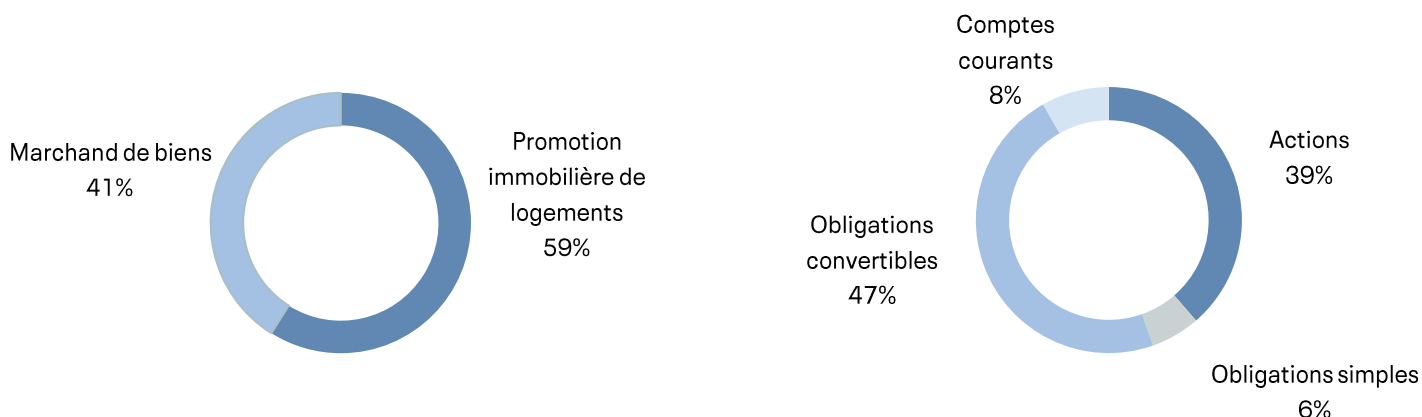 Marchand de biens
41%
Promotion
immobilière de
logements
59%
Comptes
courants
8%
Actions
39%
Obligations
convertibles
47%
Obligations simples
6%